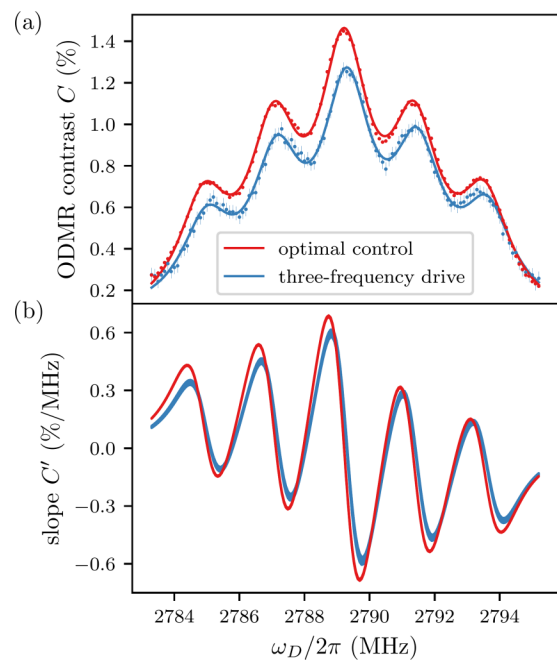 (a)
ODMR contrast C (%)
1.4
1.2
1.0
0.8
0.6
0.4
0.2
optimal control
three-frequency drive
(b)
slope C′ (%/MHz)
0.6
0.3
0.0
−0.3
−0.6
2784 2786 2788 2790 2792 2794
ω_D/2π (MHz)